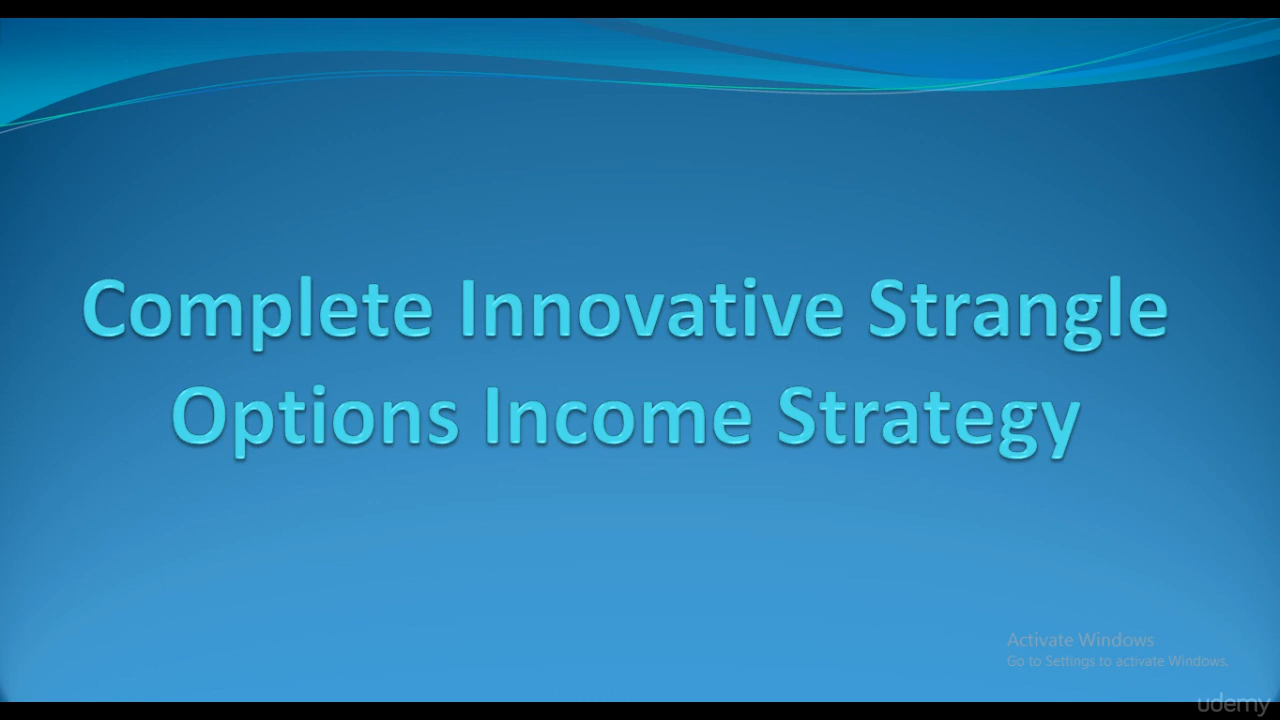 Complete Innovative Strangle
Options Income Strategy
Activate Windows
Go to Settings to activate Windows.
udemy